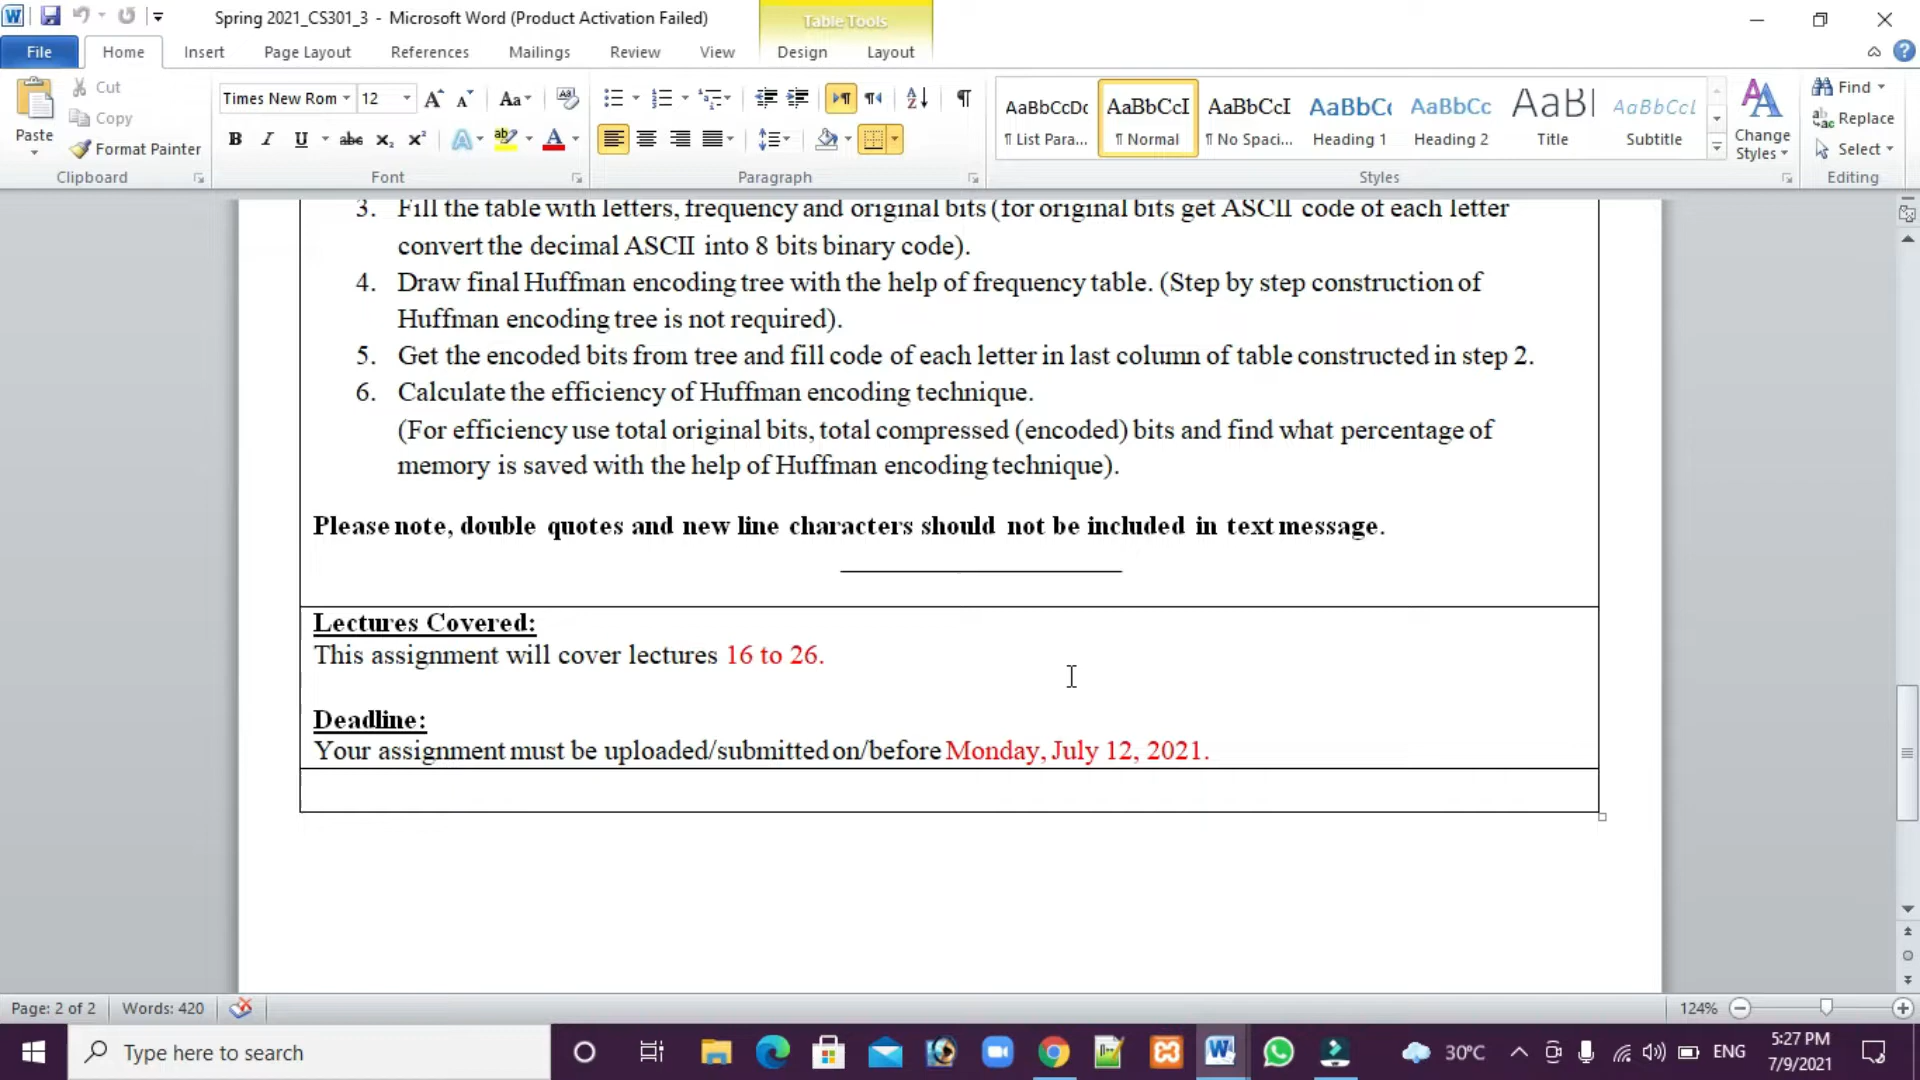 Spring 2021_CS301_3 - Microsoft Word (Product Activation Failed)
Table Tools
File Home Insert Page Layout References Mailings Review View Design Layout
Paste
Cut
Copy
Format Painter
Clipboard
Times New Rom 12
Font
Paragraph
AaBbCcDc AaBbCcI AaBbCcI AaBbCc AaBbCc AaBl AaBbCcL
¶ List Para... ¶ Normal ¶ No Spaci... Heading 1 Heading 2 Title Subtitle
Styles
Change Styles
Find
Replace
Select
Editing
3. Fill the table with letters, frequency and original bits (for original bits get ASCII code of each letter
convert the decimal ASCII into 8 bits binary code).
4. Draw final Huffman encoding tree with the help of frequency table. (Step by step construction of
Huffman encoding tree is not required).
5. Get the encoded bits from tree and fill code of each letter in last column of table constructed in step 2.
6. Calculate the efficiency of Huffman encoding technique.
(For efficiency use total original bits, total compressed (encoded) bits and find what percentage of
memory is saved with the help of Huffman encoding technique).
Please note, double quotes and new line characters should not be included in text message.
Lectures Covered:
This assignment will cover lectures 16 to 26.
Deadline:
Your assignment must be uploaded/submitted on/before Monday, July 12, 2021.
Page: 2 of 2 Words: 420
124%
Type here to search
30°C
ENG
5:27 PM
7/9/2021